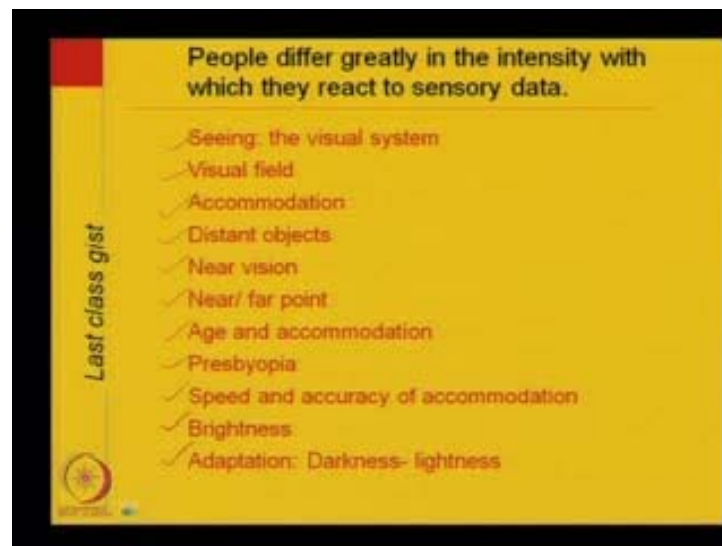 People differ greatly in the intensity with
which they react to sensory data.
Seeing: the visual system
Visual field
Accommodation
Distant objects
Near vision
Near/ far point
Age and accommodation
Presbyopia
Speed and accuracy of accommodation
Brightness
Adaptation: Darkness- lightness
Last class gist